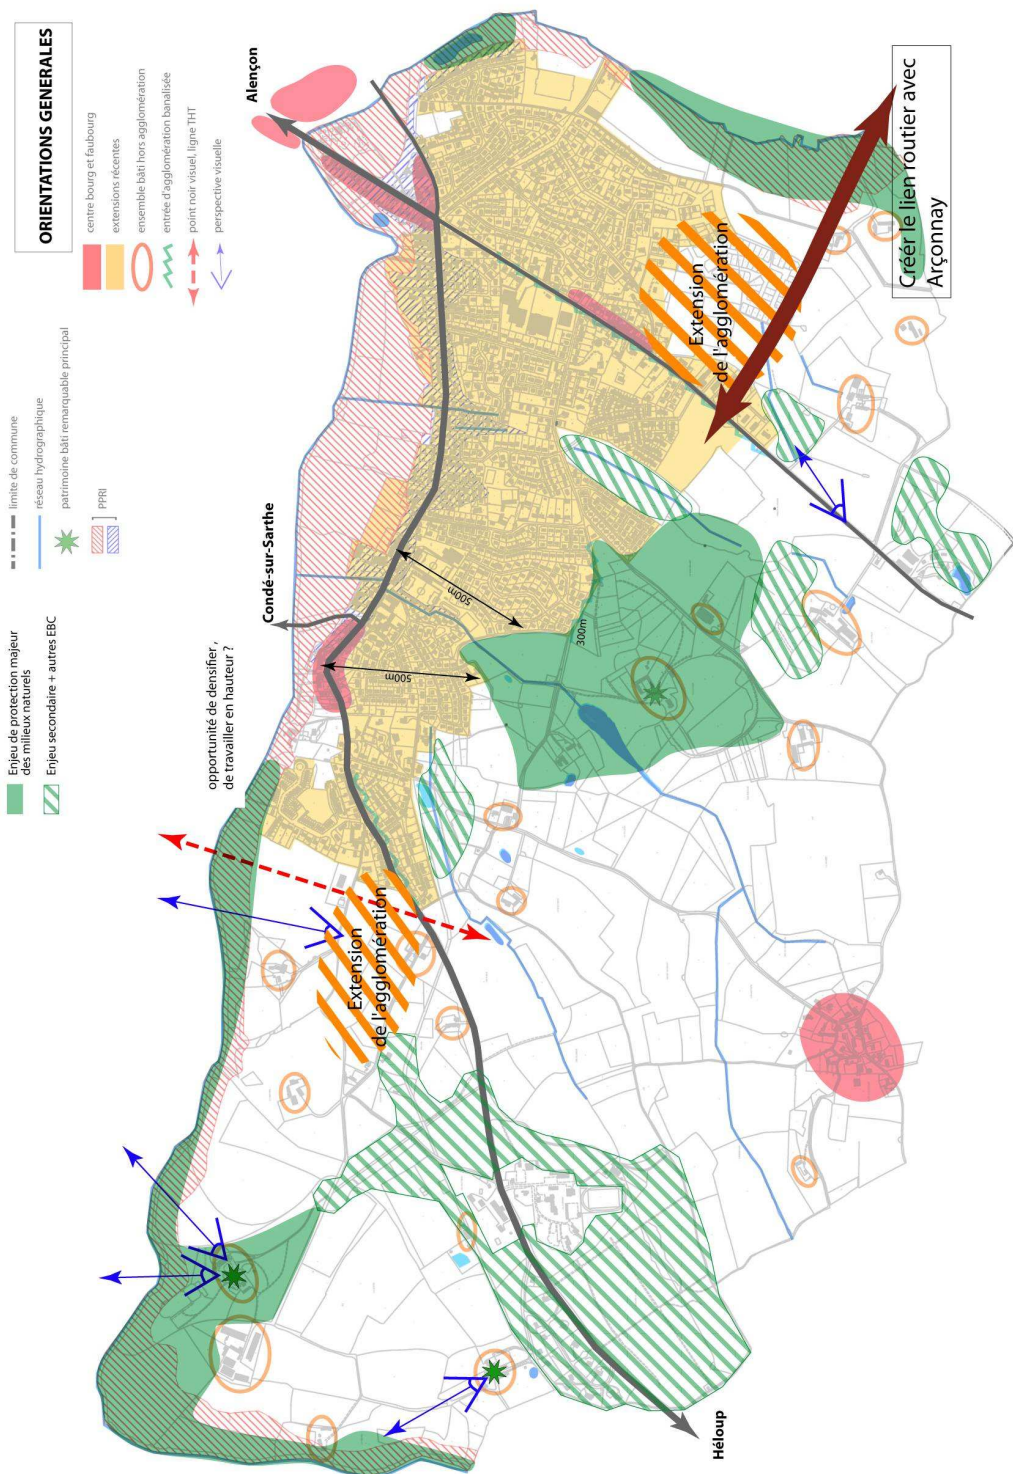 ORIENTATIONS GENERALES
centre bourg et faubourg
extensions récentes
ensemble bâti hors agglomération
entrée d'agglomération banalisée
point noir visuel, ligne THT
perspective visuelle
limite de commune
réseau hydrographique
patrimoine bâti remarquable principal
PPRI
Enjeu de protection majeur
des milieux naturels
Enjeu secondaire + autres EBC
Alençon
Condé-sur-Sarthe
opportunité de densifier,
de travailler en hauteur ?
500m
500m
300m
Extension
de l'agglomération
Extension
de l'agglomération
Créér le lien routier avec
Arçonnay
Héloup